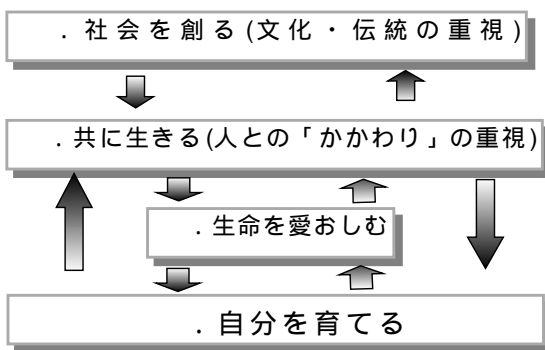 ．社会を創る(文化・伝統の重視)
．共に生きる(人との「かかわり」の重視)
．生命を愛おしむ
．自分を育てる